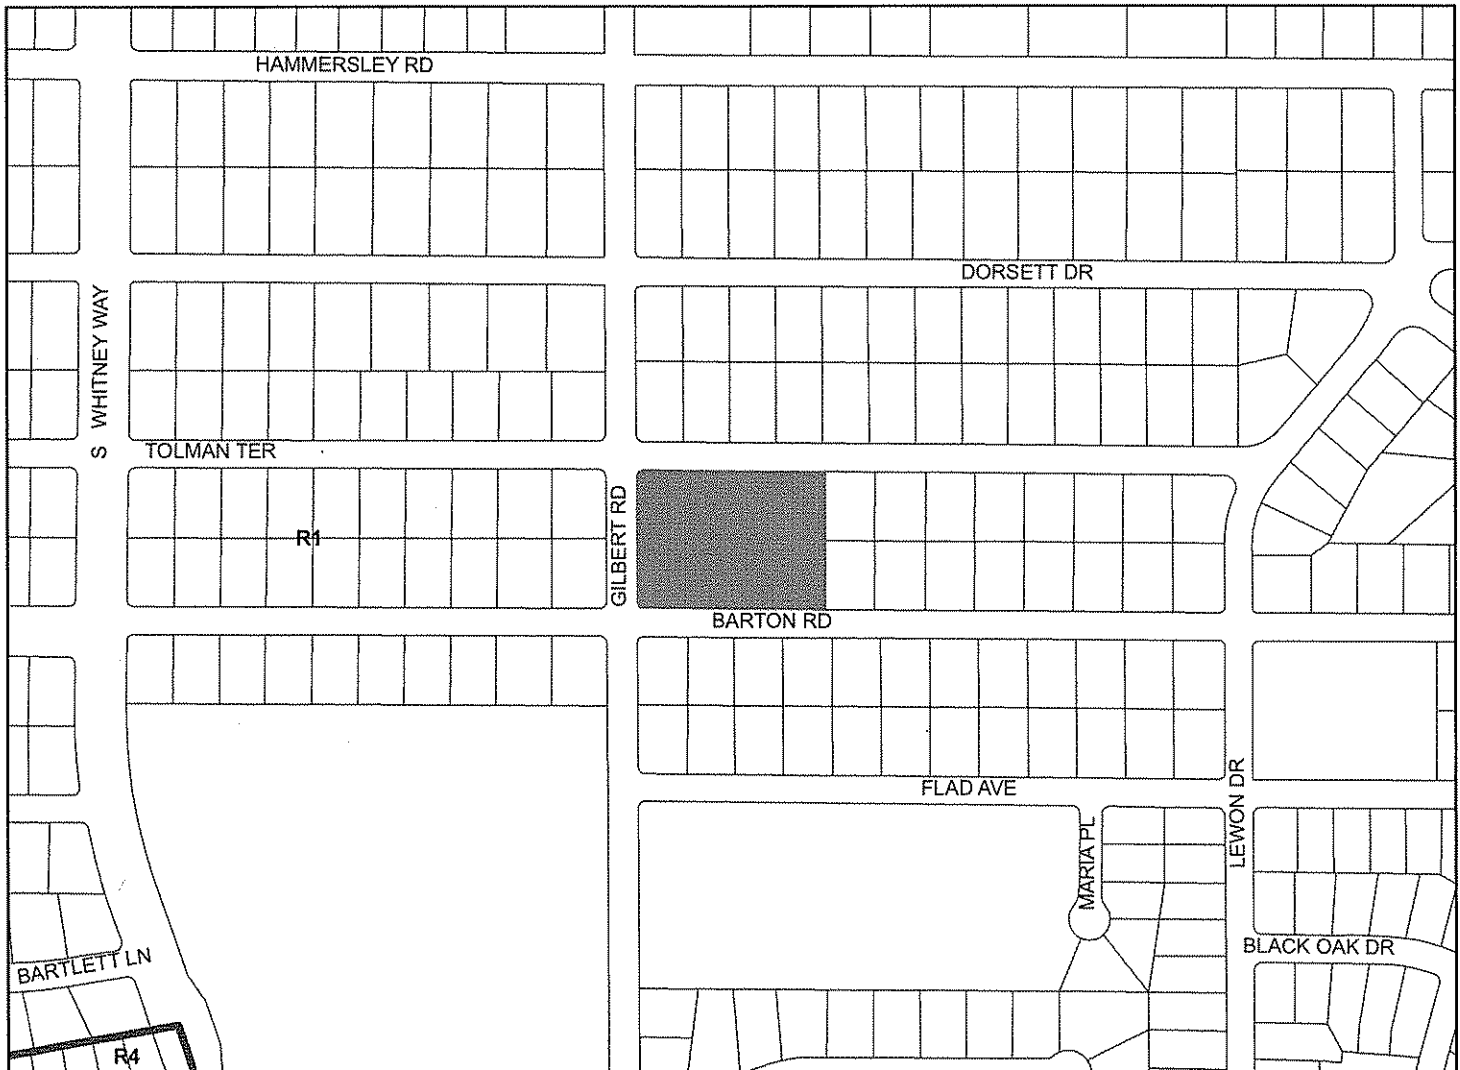 HAMMERSLEY RD
DORSETT DR
S WHITNEY WAY
TOLMAN TER
GILBERT RD
R1
BARTON RD
FLAD AVE
LEWON DR
MARIA PL
BLACK OAK DR
BARTLETT LN
R4